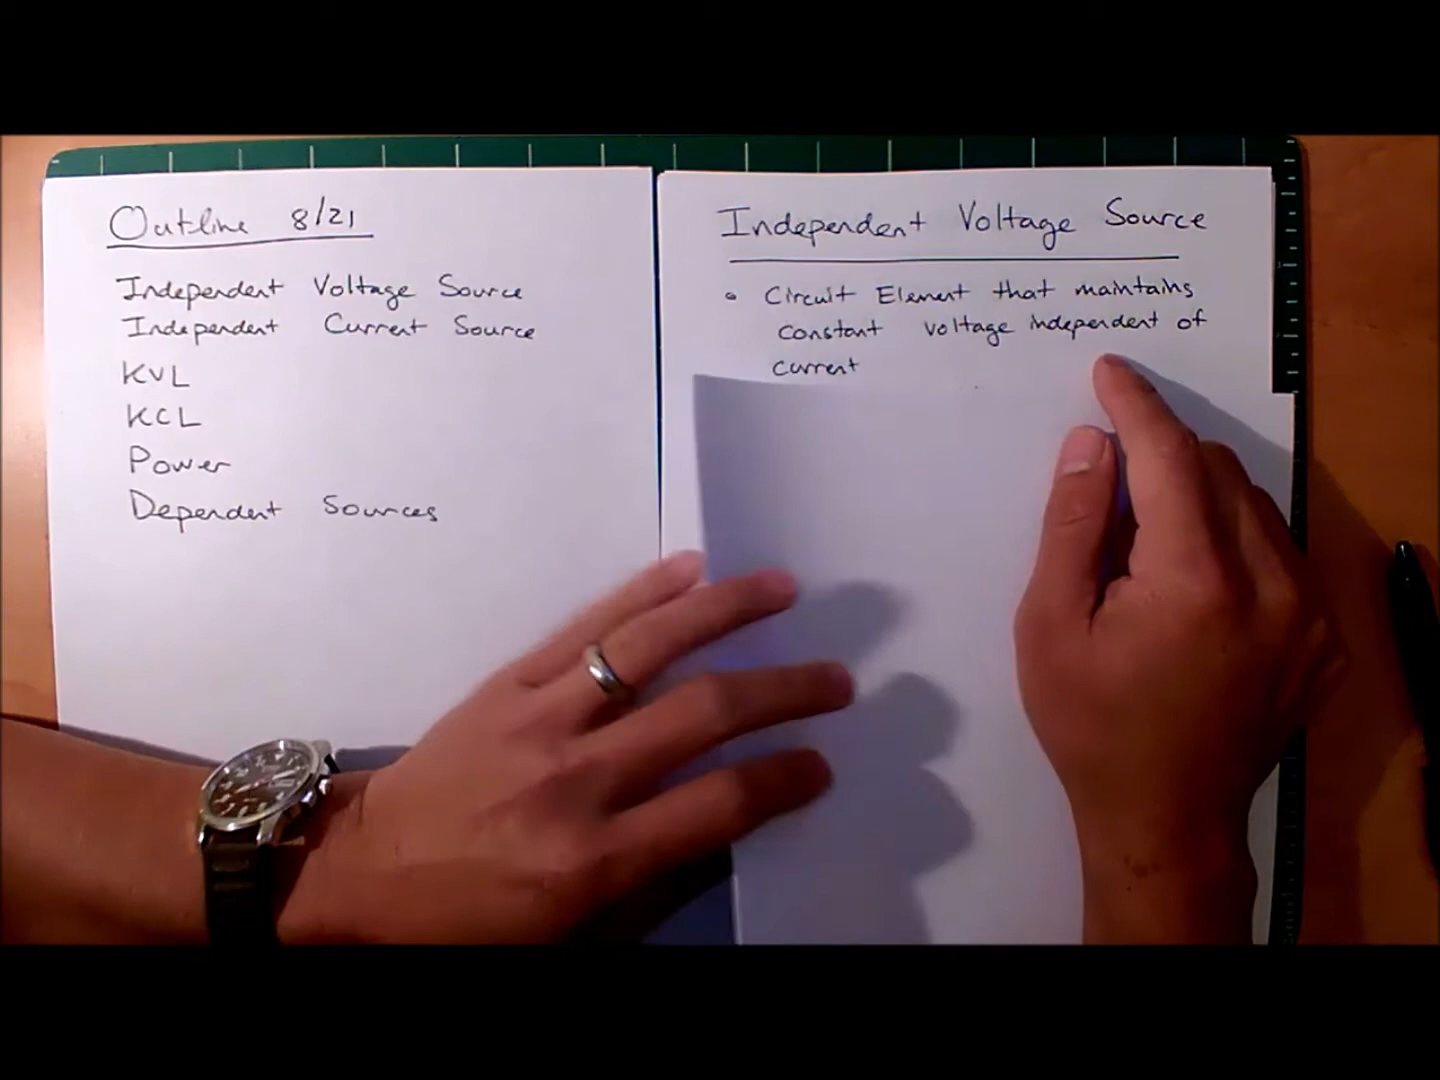 Outline 8/21
Independent Voltage Source
Independent Current Source
KVL
KCL
Power
Dependent Sources
Independent Voltage Source
• Circuit Element that maintains
constant voltage independent of
current